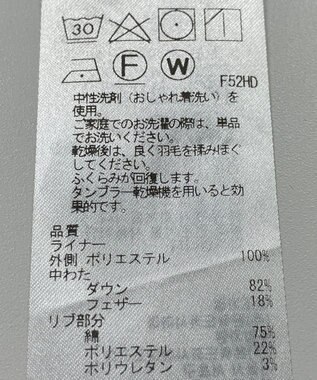 30
F W
F52HD
中性洗剤(おしゃれ着洗い)を
使用。
ご家庭でのお洗濯の際は、単品
でお洗いください。
乾燥後は、良く羽毛を揉みほぐ
してください。
ふくらみが回復します。
タンブラー乾燥機を用いると効
果的です。
品質
ライナー
外側 ポリエステル 100%
中わた
ダウン 82%
フェザー 18%
リブ部分
綿 75%
ポリエステル 22%
ポリウレタン 3%